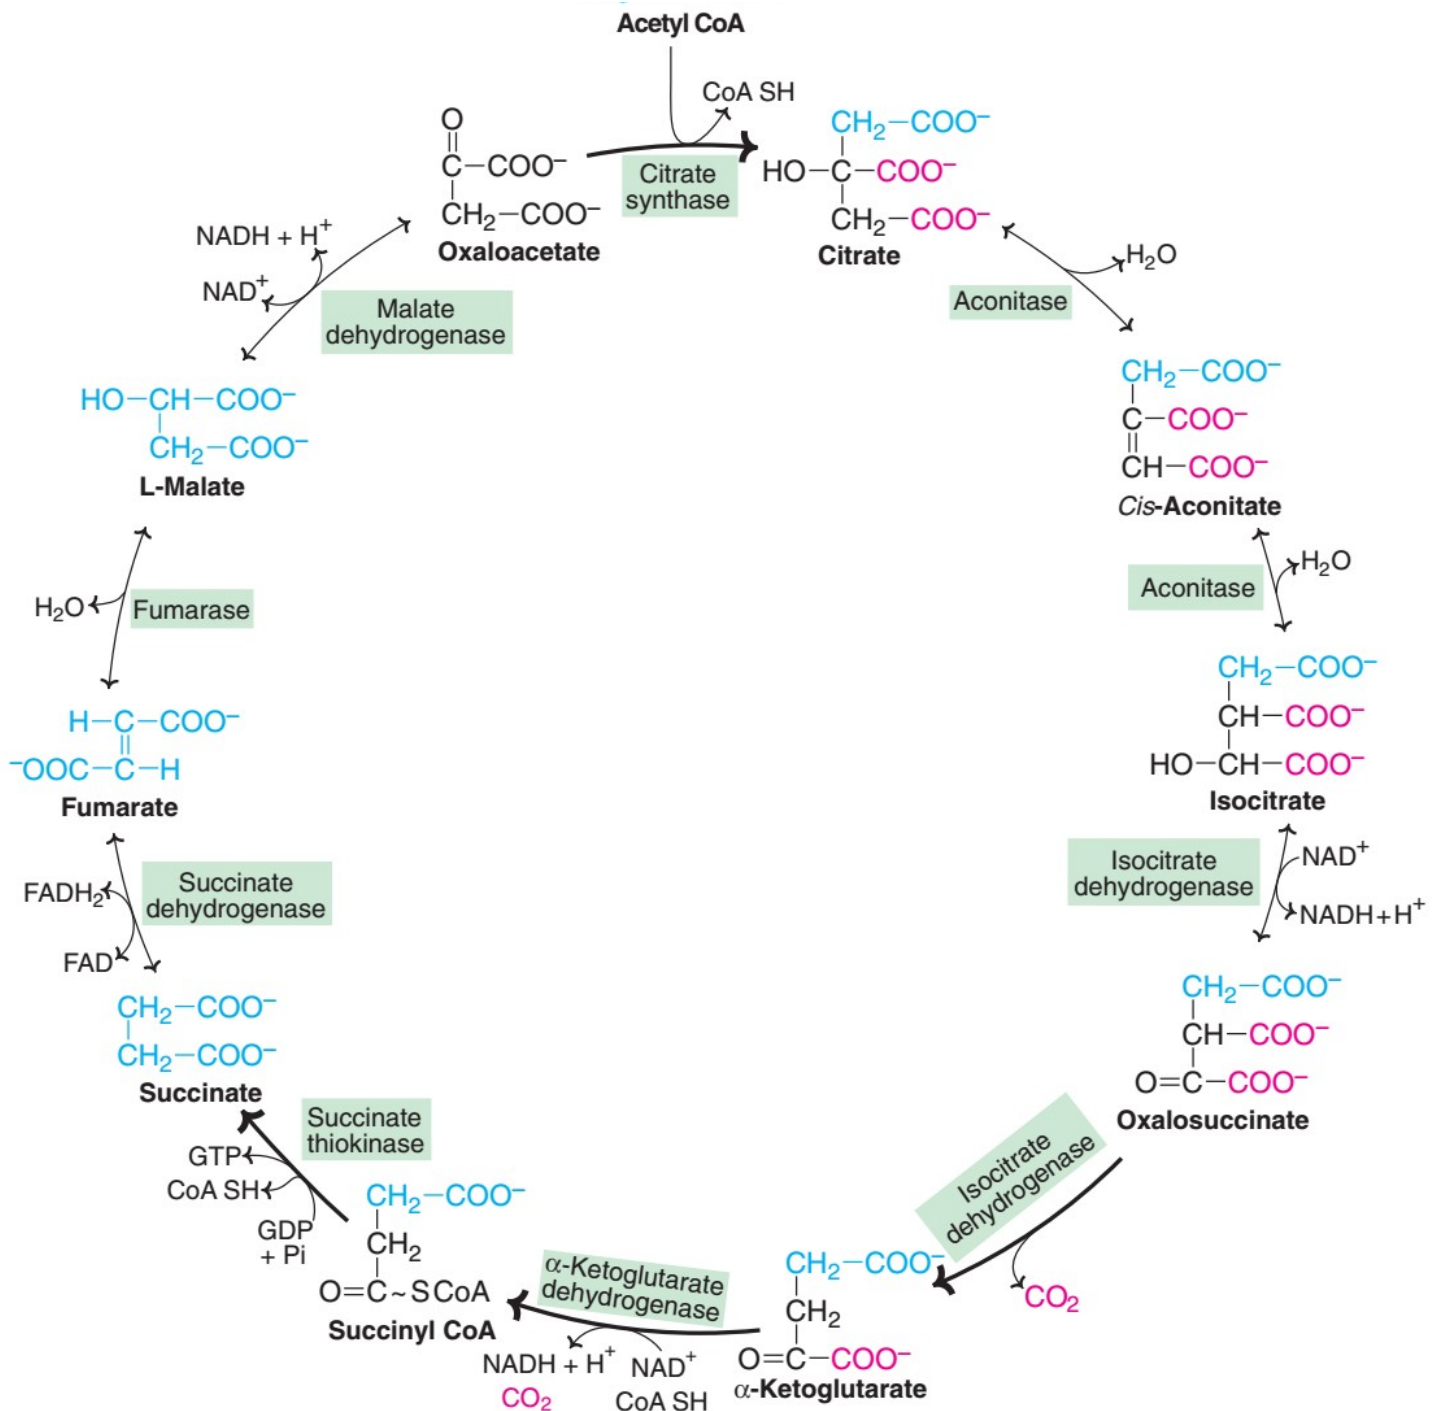 Acetyl CoA
CoA SH
O
C–COO⁻
CH₂–COO⁻
Oxaloacetate
Citrate
synthase
CH₂–COO⁻
HO–C–COO⁻
CH₂–COO⁻
Citrate
H₂O
Aconitase
CH₂–COO⁻
C–COO⁻
CH–COO⁻
Cis-Aconitate
H₂O
Aconitase
CH₂–COO⁻
CH–COO⁻
HO–CH–COO⁻
Isocitrate
Isocitrate
dehydrogenase
NAD⁺
NADH+H⁺
CH₂–COO⁻
CH–COO⁻
O=C–COO⁻
Oxalosuccinate
Isocitrate
dehydrogenase
CO₂
CH₂–COO⁻
CH₂
O=C–COO⁻
α-Ketoglutarate
α-Ketoglutarate
dehydrogenase
NAD⁺
CoA SH
NADH + H⁺
CO₂
CH₂–COO⁻
CH₂
O=C~S CoA
Succinyl CoA
Succinate
thiokinase
GDP
+ Pi
CoA SH
GTP
CH₂–COO⁻
CH₂–COO⁻
Succinate
Succinate
dehydrogenase
FAD
FADH₂
H–C–COO⁻
⁻OOC–C–H
Fumarate
Fumarase
H₂O
HO–CH–COO⁻
CH₂–COO⁻
L-Malate
Malate
dehydrogenase
NAD⁺
NADH + H⁺